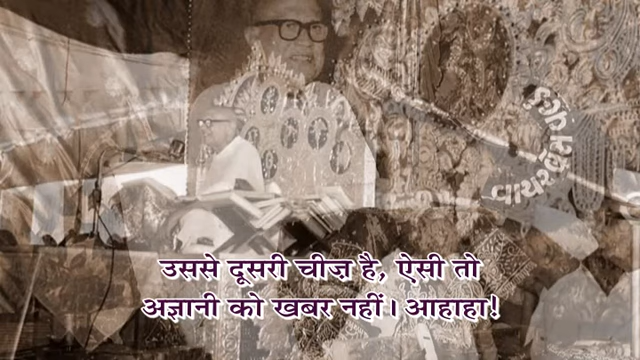 उससे दूसरी चीज़ है, ऐसी तो
अज्ञानी को खबर नहीं। आहाहा!